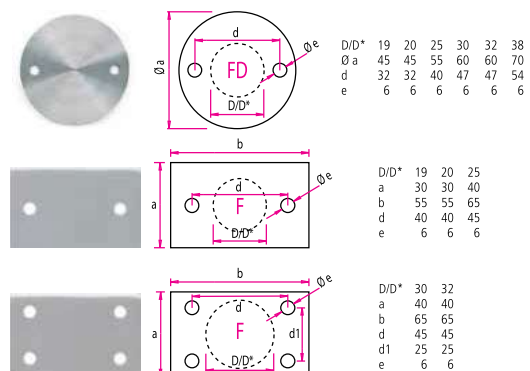 d
Ø a
Ø e
FD
D/D*
D/D* 19 20 25 30 32 38
Ø a 45 45 55 60 60 70
d 32 32 40 47 47 54
e 6 6 6 6 6 6
b
d
Ø e
a
F
D/D*
D/D* 19 20 25
a 30 30 40
b 55 55 65
d 40 40 45
e 6 6 6
b
d
Ø e
a
F
d1
D/D*
D/D* 30 32
a 40 40
b 65 65
d 45 45
d1 25 25
e 6 6